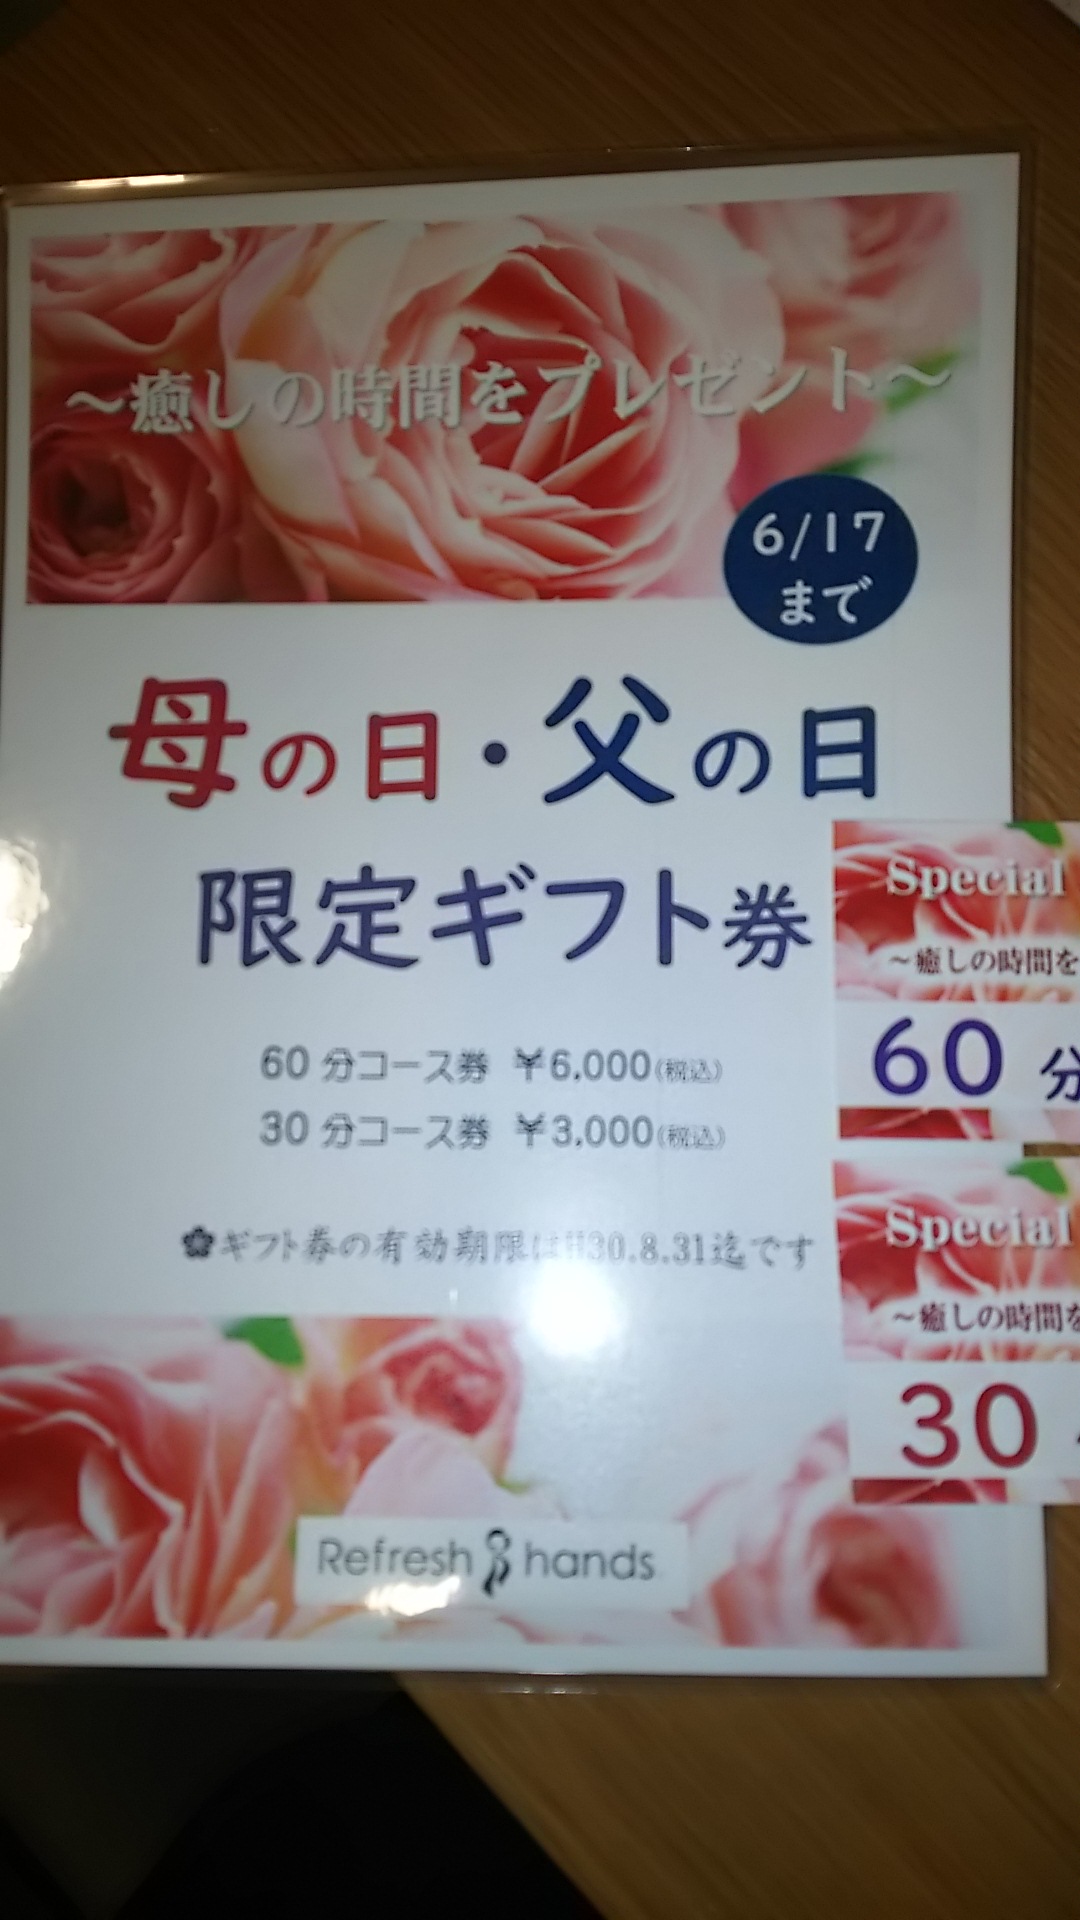 ～癒しの時間をプレゼント～
6/17
まで
母の日・父の日
限定ギフト券
60分コース券 ￥6,000(税込)
30分コース券 ￥3,000(税込)
✿ギフト券の有効期限はH30.8.31迄です
Refresh hands
Special
～癒しの時間を
60 分
Special
～癒しの時間を
30